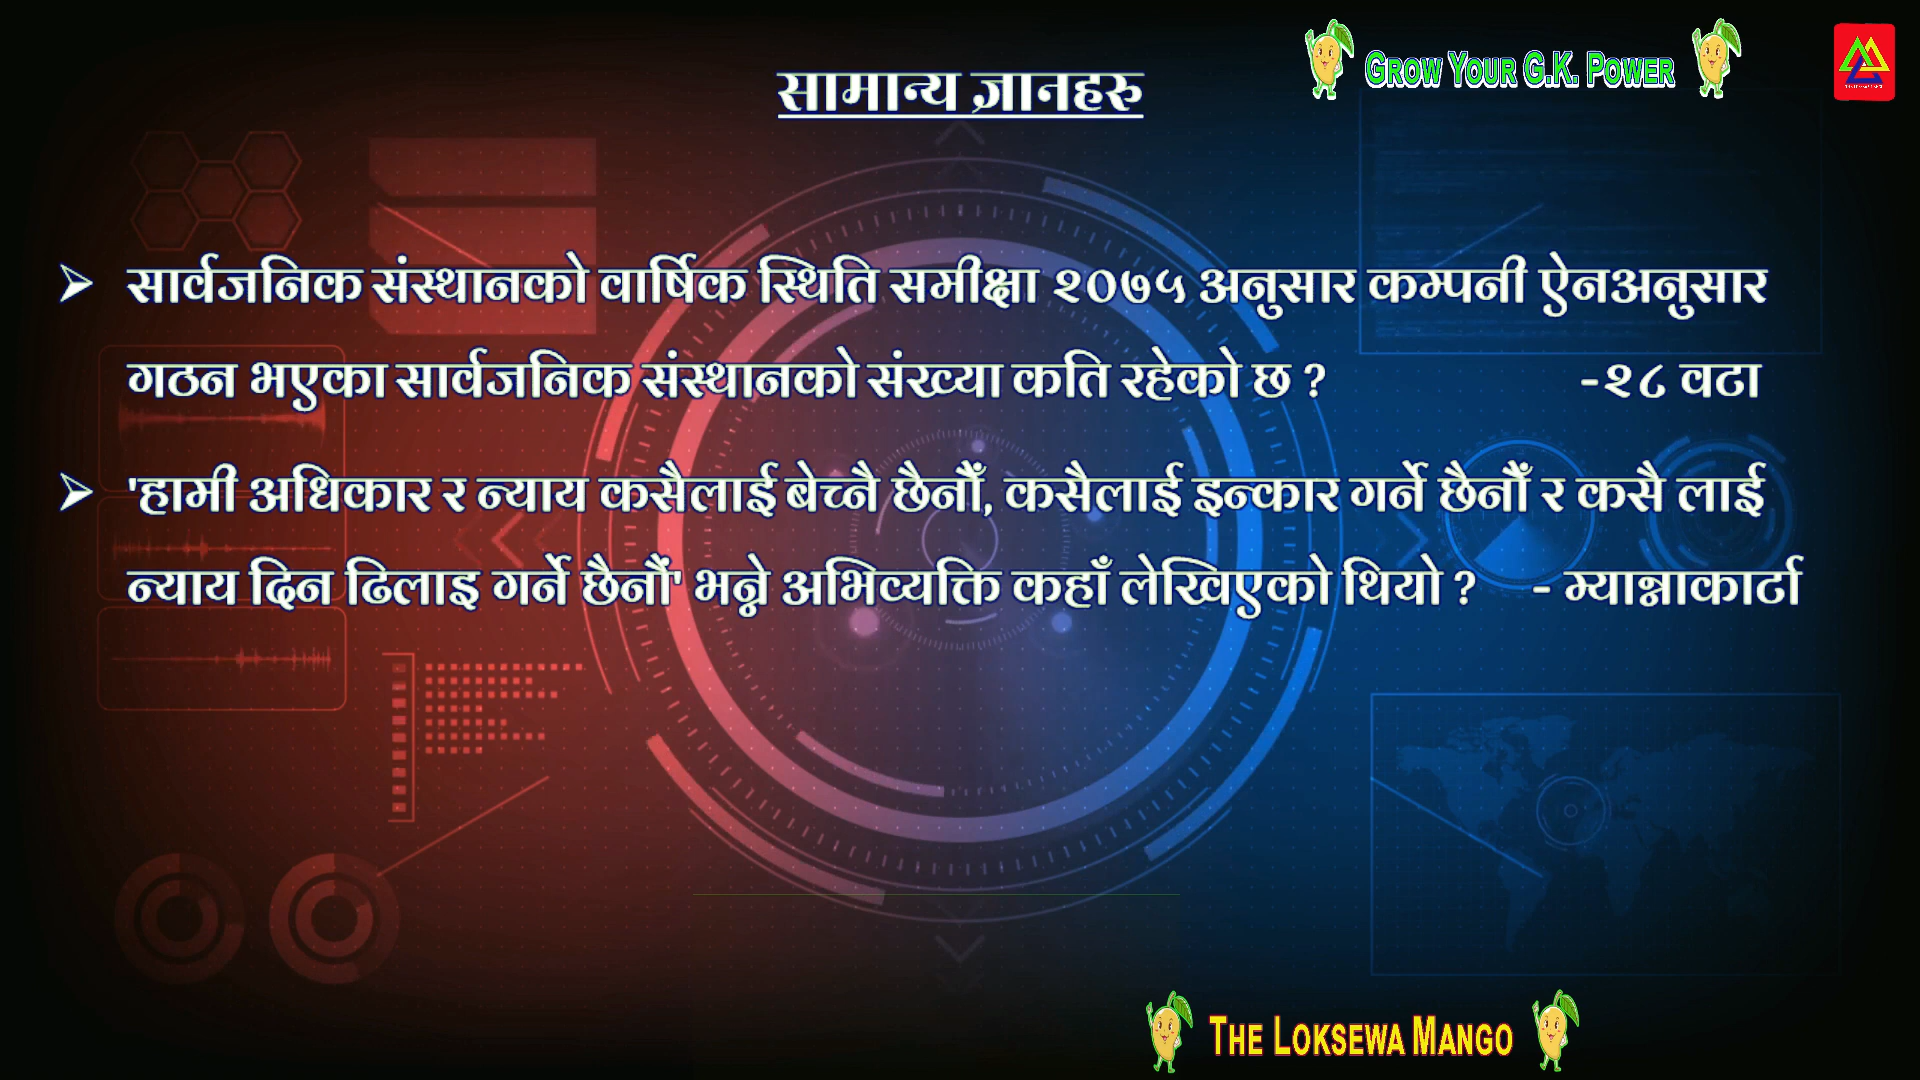 GROW YOUR G.K. POWER
सामान्य ज्ञानहरु
➢ सार्वजनिक संस्थानको वार्षिक स्थिति समीक्षा २०७५ अनुसार कम्पनी ऐनअनुसार
गठन भएका सार्वजनिक संस्थानको संख्या कति रहेको छ ? -२८ वटा
➢ 'हामी अधिकार र न्याय कसैलाई बेच्नै छैनौँ, कसैलाई इन्कार गर्ने छैनौँ र कसै लाई
न्याय दिन ढिलाइ गर्ने छैनौं' भन्ने अभिव्यक्ति कहाँ लेखिएको थियो ? - म्याग्नाकार्टा
THE LOKSEWA MANGO